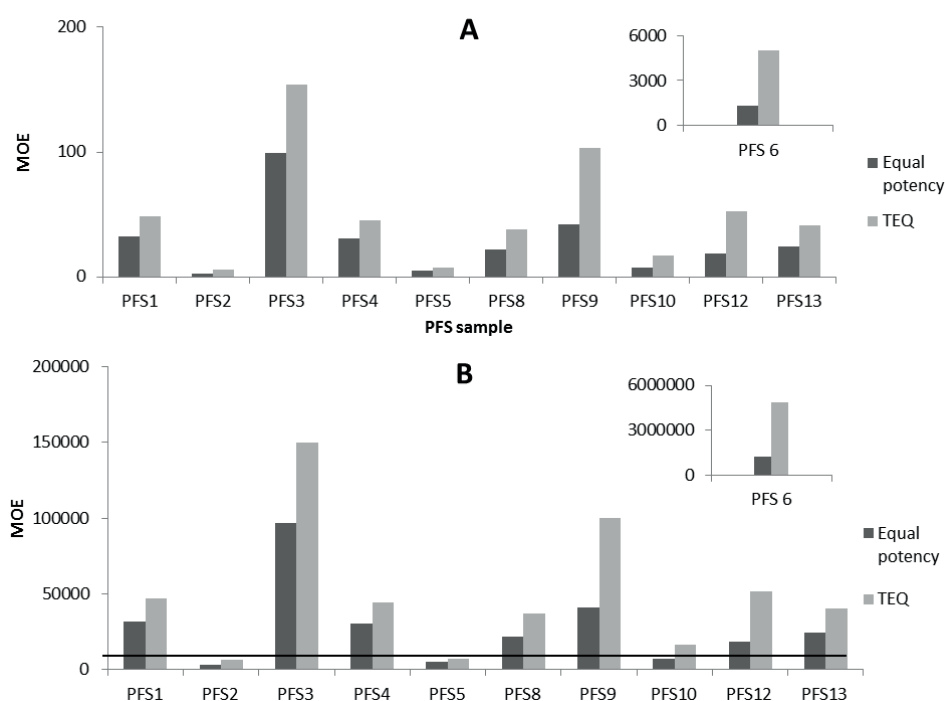 A
200
100
0
MOE
PFS1 PFS2 PFS3 PFS4 PFS5 PFS8 PFS9 PFS10 PFS12 PFS13
PFS sample
6000
3000
0
PFS 6
Equal
potency
TEQ
B
200000
150000
100000
50000
0
MOE
PFS1 PFS2 PFS3 PFS4 PFS5 PFS8 PFS9 PFS10 PFS12 PFS13
6000000
3000000
0
PFS 6
Equal
potency
TEQ